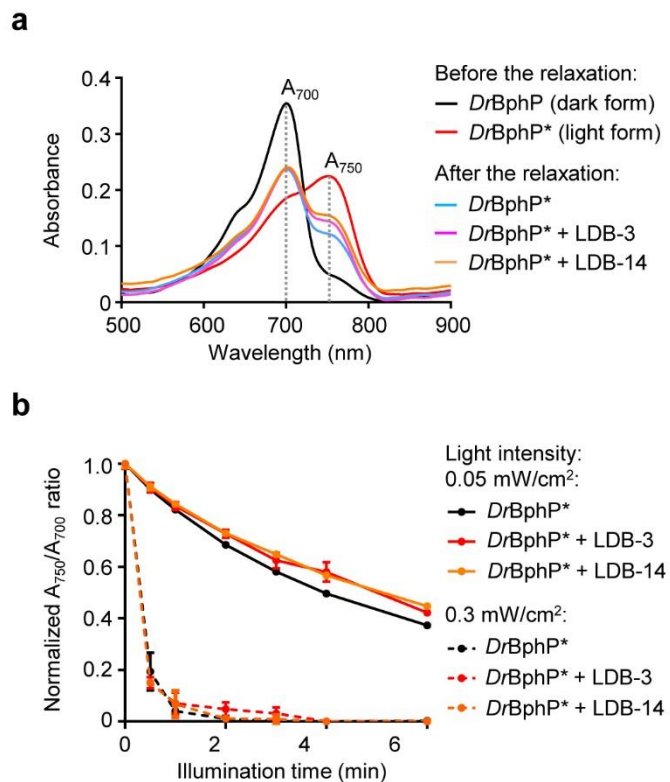 a
0.4
0.3
0.2
0.1
0
Absorbance
A700
A750
500
600
700
800
900
Wavelength (nm)
Before the relaxation:
DrBphP (dark form)
DrBphP* (light form)
After the relaxation:
DrBphP*
DrBphP* + LDB-3
DrBphP* + LDB-14
b
1.0
0.8
0.6
0.4
0.2
0
Normalized A750/A700 ratio
0
2
4
6
Illumination time (min)
Light intensity:
0.05 mW/cm²:
DrBphP*
DrBphP* + LDB-3
DrBphP* + LDB-14
0.3 mW/cm²:
DrBphP*
DrBphP* + LDB-3
DrBphP* + LDB-14